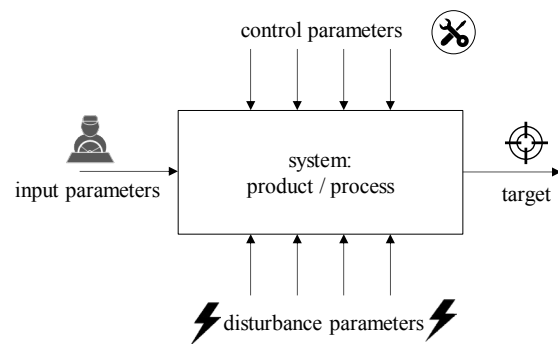 control parameters
system:
product / process
input parameters
target
disturbance parameters